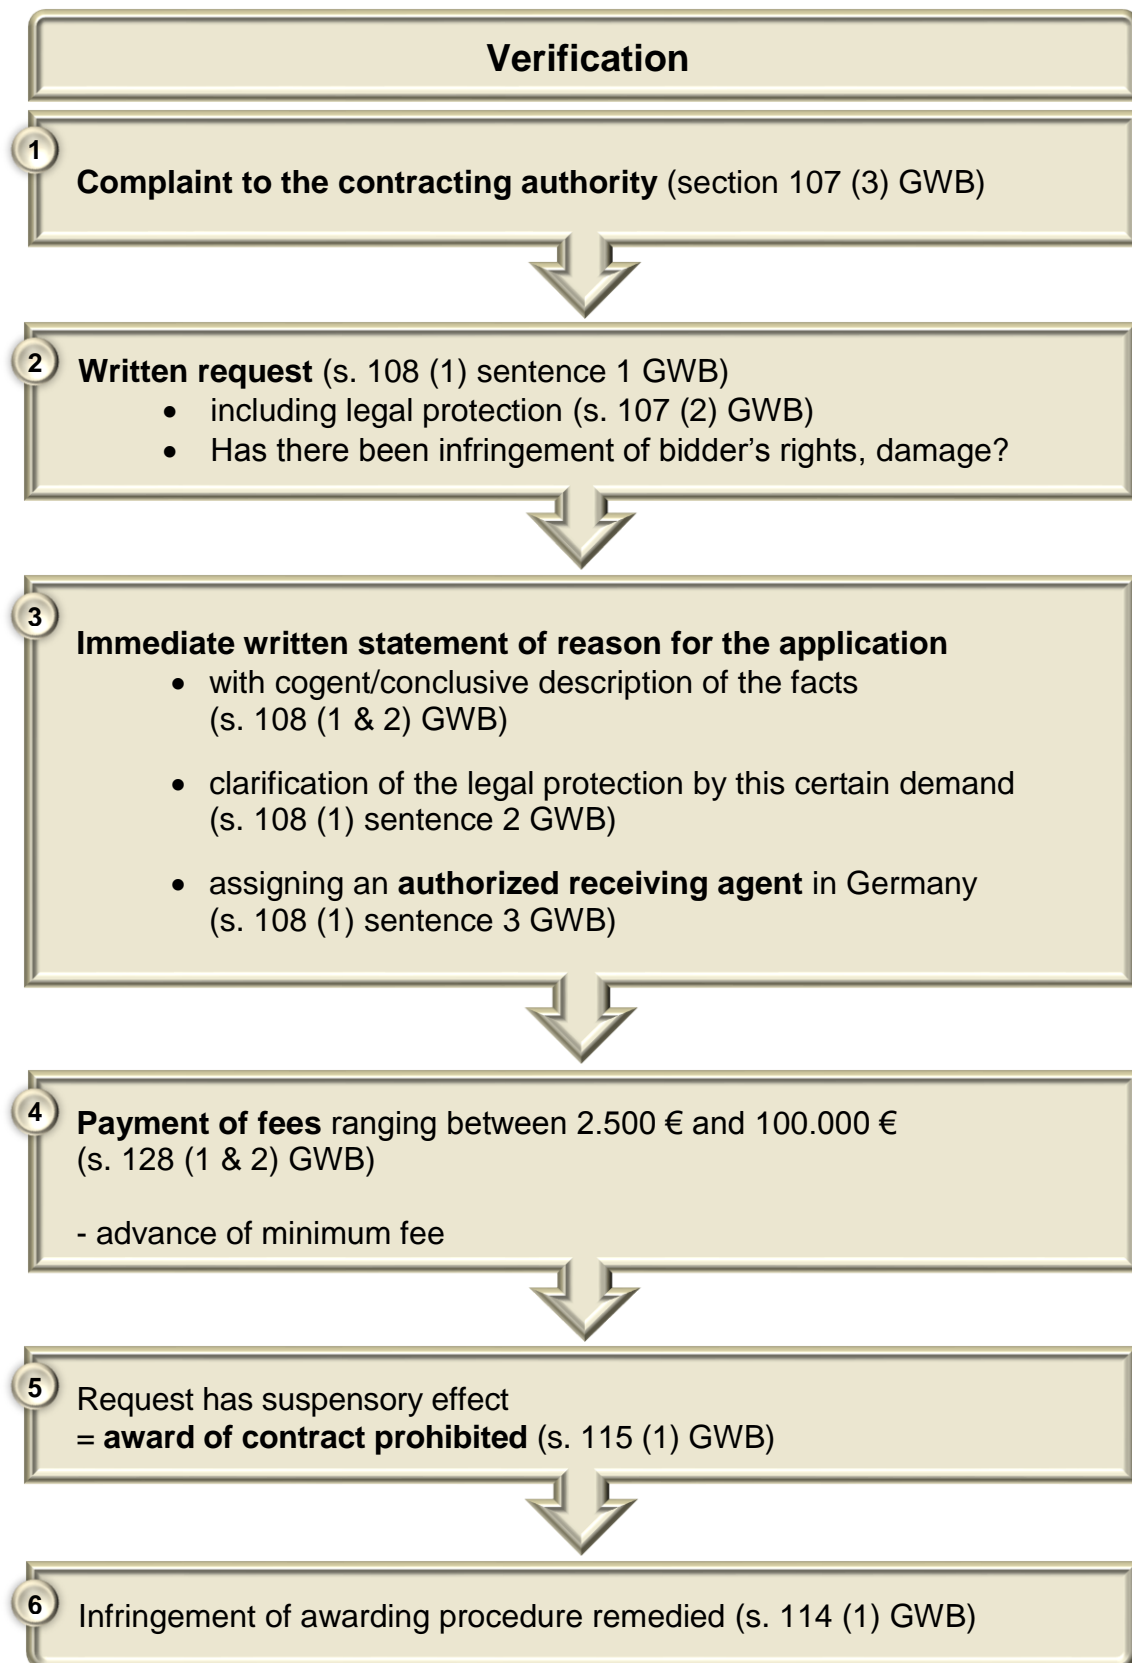 Verification
1
Complaint to the contracting authority (section 107 (3) GWB)
2
Written request (s. 108 (1) sentence 1 GWB)
• including legal protection (s. 107 (2) GWB)
• Has there been infringement of bidder's rights, damage?
3
Immediate written statement of reason for the application
• with cogent/conclusive description of the facts
(s. 108 (1 & 2) GWB)
• clarification of the legal protection by this certain demand
(s. 108 (1) sentence 2 GWB)
• assigning an authorized receiving agent in Germany
(s. 108 (1) sentence 3 GWB)
4
Payment of fees ranging between 2.500 € and 100.000 €
(s. 128 (1 & 2) GWB)
- advance of minimum fee
5
Request has suspensory effect
= award of contract prohibited (s. 115 (1) GWB)
6
Infringement of awarding procedure remedied (s. 114 (1) GWB)